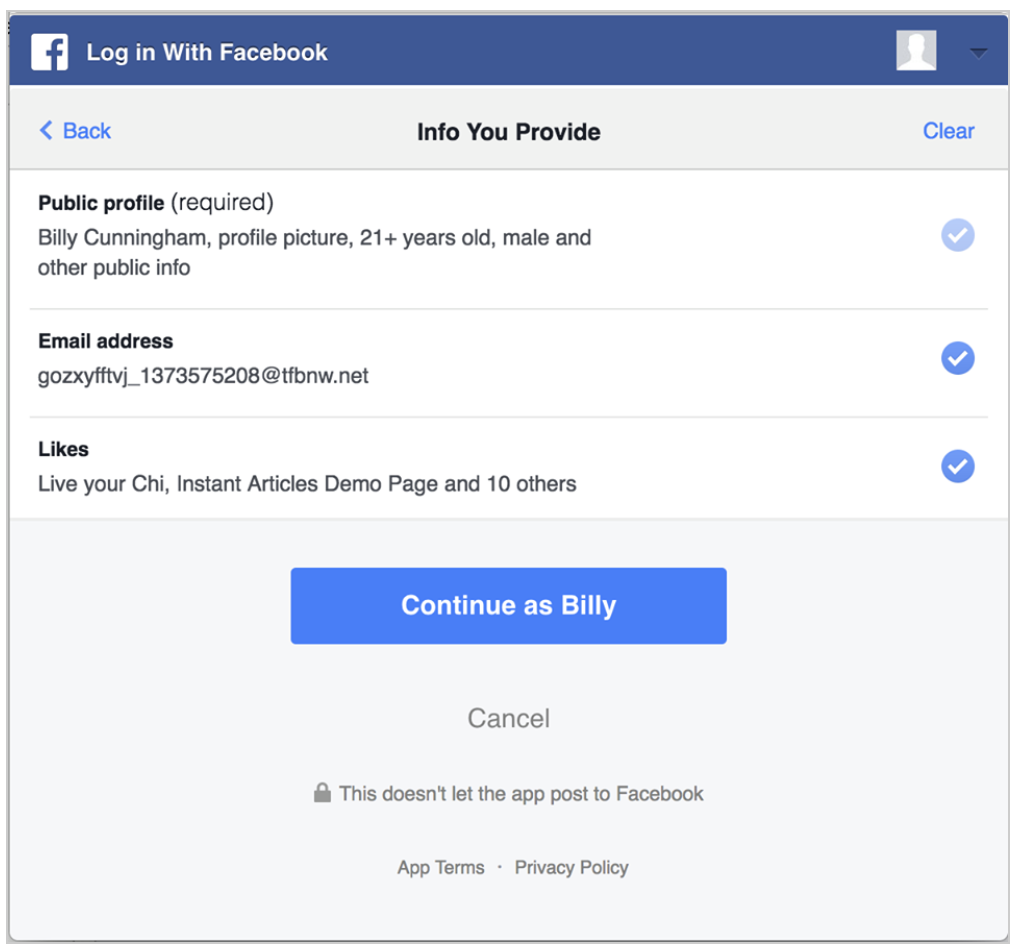 Log in With Facebook
Back
Info You Provide
Clear
Public profile (required)
Billy Cunningham, profile picture, 21+ years old, male and
other public info
Email address
gozxyfftvj_1373575208@tfbnw.net
Likes
Live your Chi, Instant Articles Demo Page and 10 others
Continue as Billy
Cancel
This doesn't let the app post to Facebook
App Terms · Privacy Policy